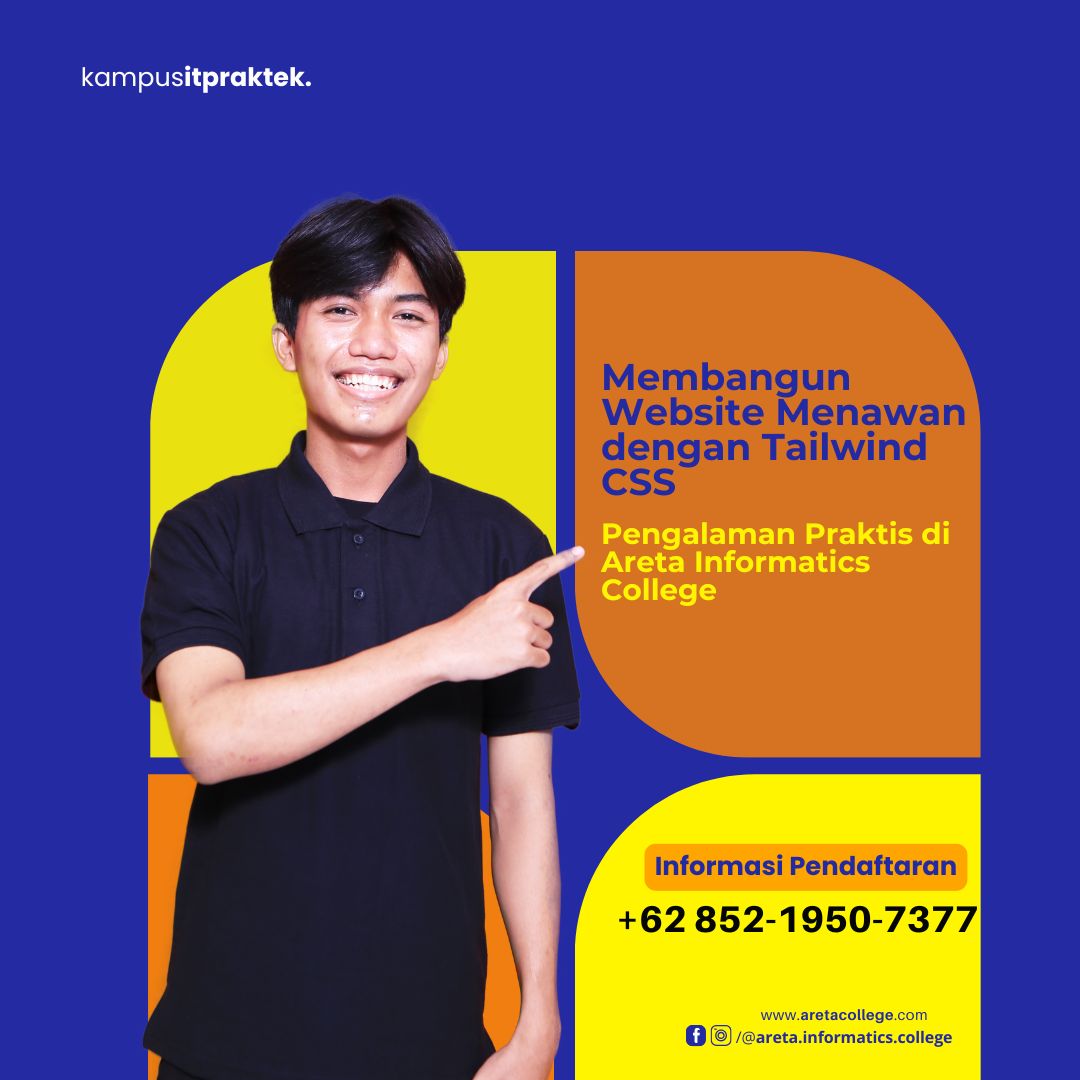 kampusitpraktek.
Membangun
Website Menawan
dengan Tailwind
CSS
Pengalaman Praktis di
Areta Informatics
College
Informasi Pendaftaran
+62 852-1950-7377
www.aretacollege.com
/@areta.informatics.college